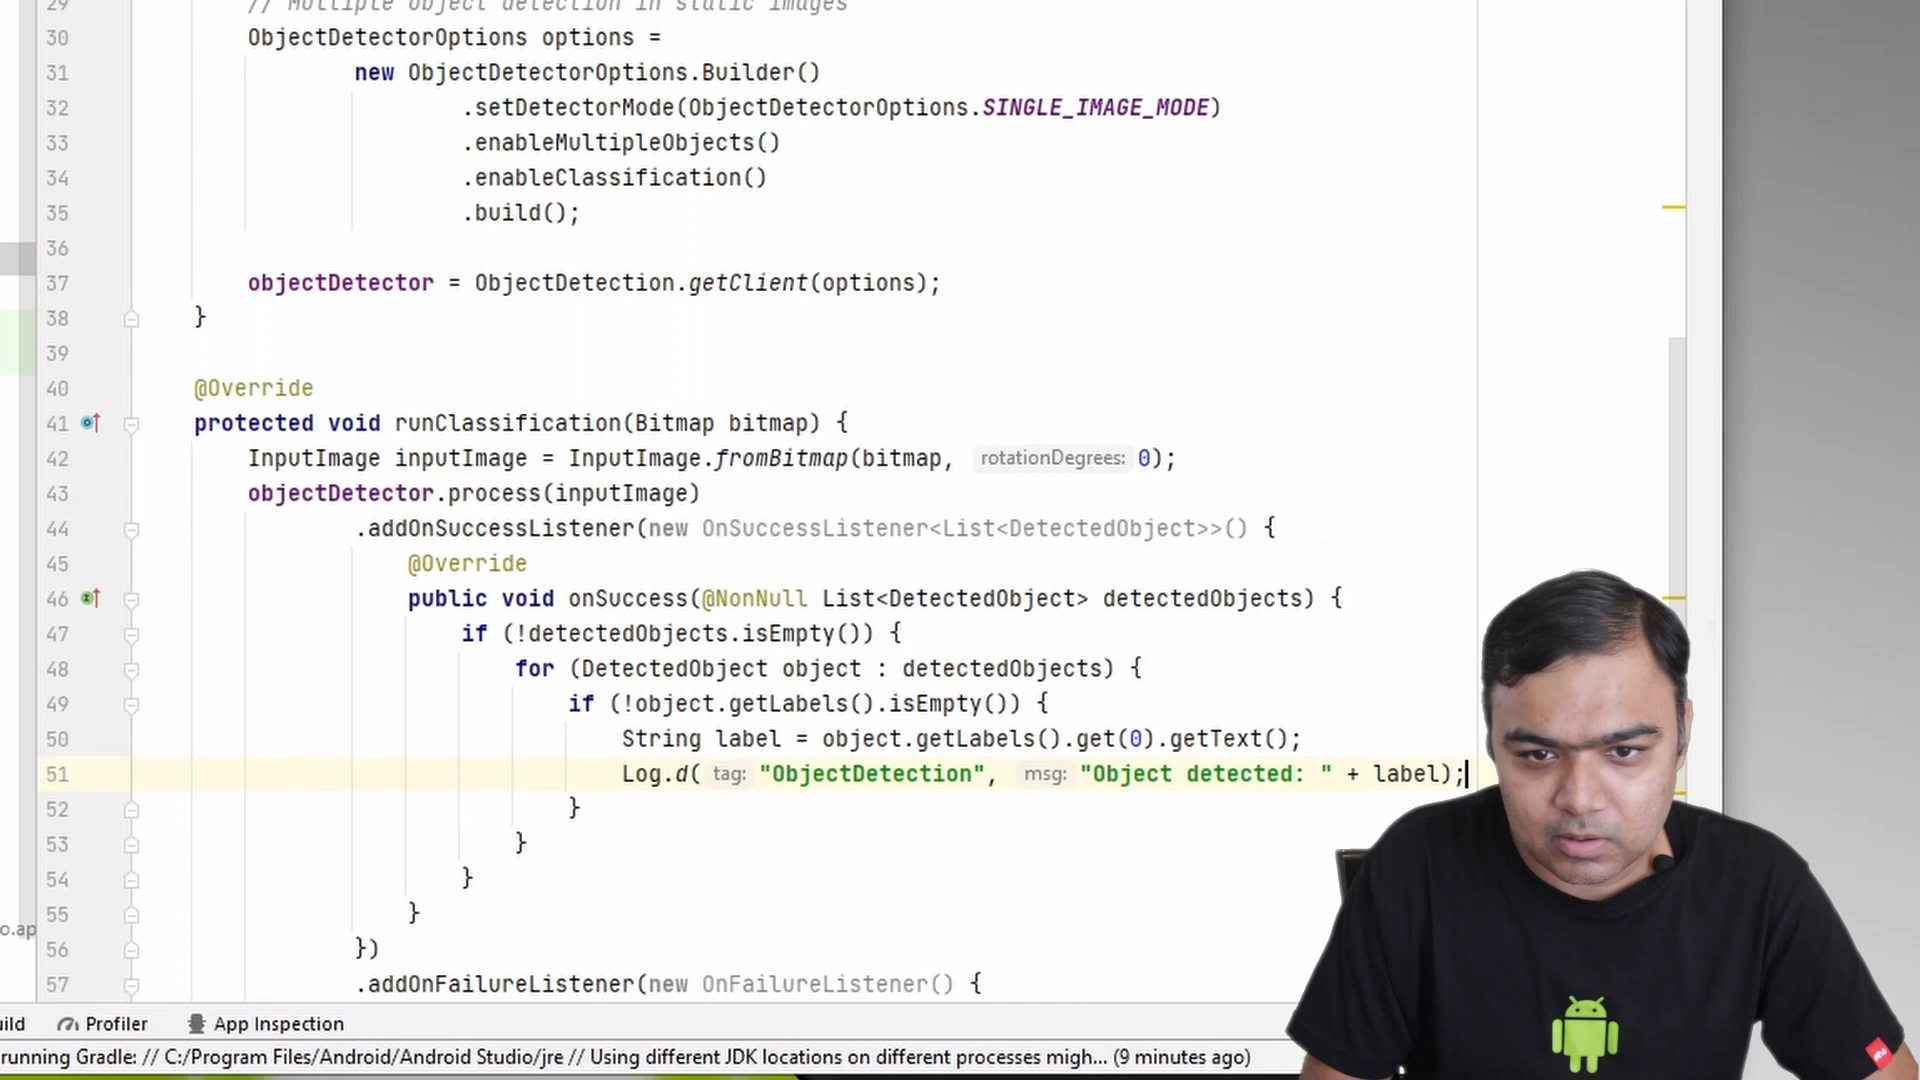 29 // Multiple object detection in static images
30 ObjectDetectorOptions options =
31 new ObjectDetectorOptions.Builder()
32 .setDetectorMode(ObjectDetectorOptions.SINGLE_IMAGE_MODE)
33 .enableMultipleObjects()
34 .enableClassification()
35 .build();
36
37 objectDetector = ObjectDetection.getClient(options);
38 }
39
40 @Override
41 protected void runClassification(Bitmap bitmap) {
42 InputImage inputImage = InputImage.fromBitmap(bitmap, rotationDegrees: 0);
43 objectDetector.process(inputImage)
44 .addOnSuccessListener(new OnSuccessListener<List<DetectedObject>>() {
45 @Override
46 public void onSuccess(@NonNull List<DetectedObject> detectedObjects) {
47 if (!detectedObjects.isEmpty()) {
48 for (DetectedObject object : detectedObjects) {
49 if (!object.getLabels().isEmpty()) {
50 String label = object.getLabels().get(0).getText();
51 Log.d( tag: "ObjectDetection", msg: "Object detected: " + label);
52 }
53 }
54 }
55 }
o.ap
56 })
57 .addOnFailureListener(new OnFailureListener() {
uild Profiler App Inspection
running Gradle: // C:/Program Files/Android/Android Studio/jre // Using different JDK locations on different processes migh... (9 minutes ago)